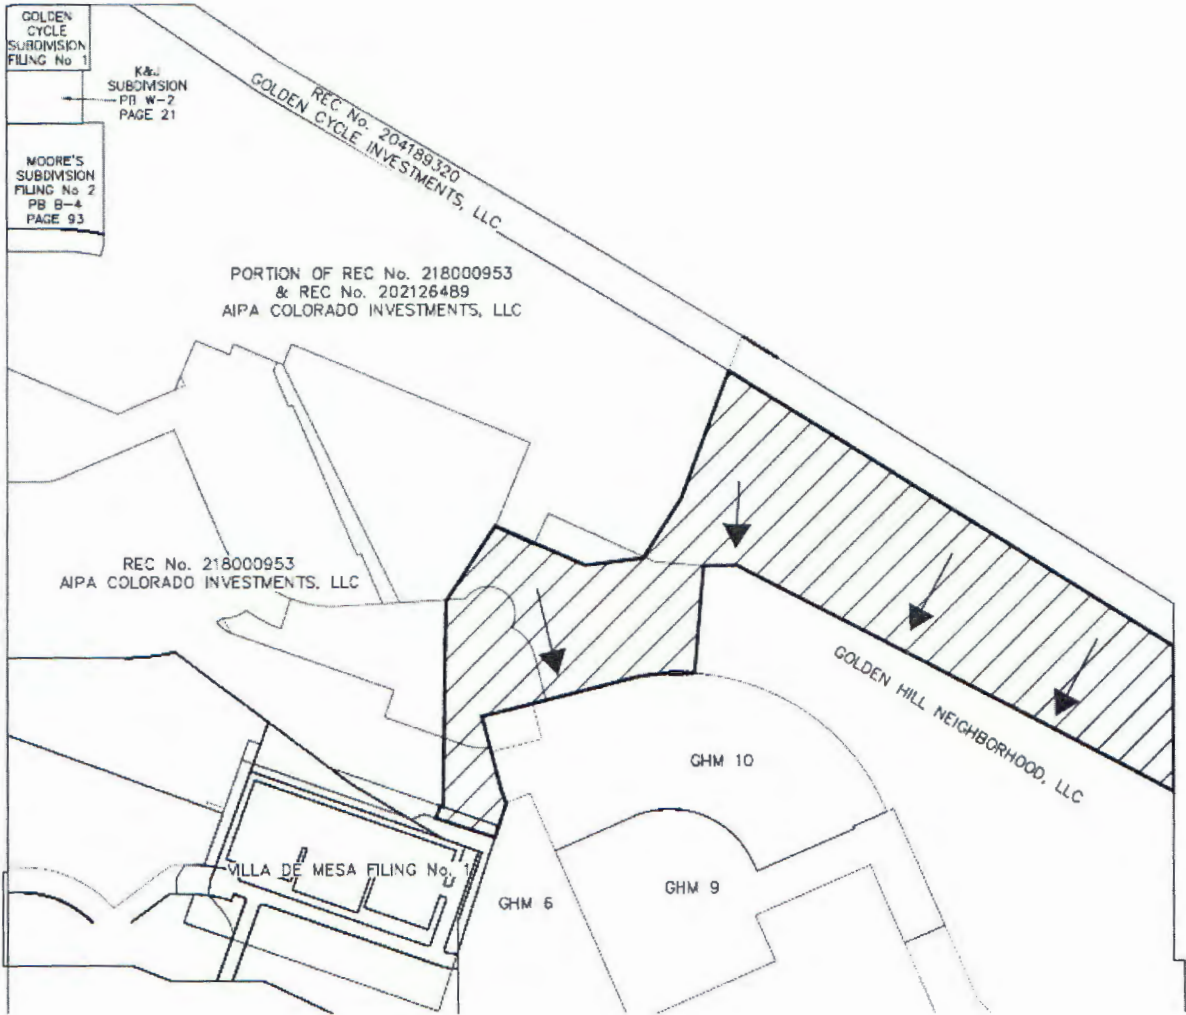 GOLDEN
CYCLE
SUBDIVISION
FILING No 1
K&J
SUBDIVISION
PB W-2
PAGE 21
MOORE'S
SUBDIVISION
FILING No 2
PB B-4
PAGE 93
REC No. 204189320
GOLDEN CYCLE INVESTMENTS, LLC
PORTION OF REC No. 218000953
& REC No. 202126489
AIPA COLORADO INVESTMENTS, LLC
REC No. 218000953
AIPA COLORADO INVESTMENTS, LLC
GOLDEN HILL NEIGHBORHOOD, LLC
GHM 10
VILLA DE MESA FILING No. 1
GHM 6
GHM 9